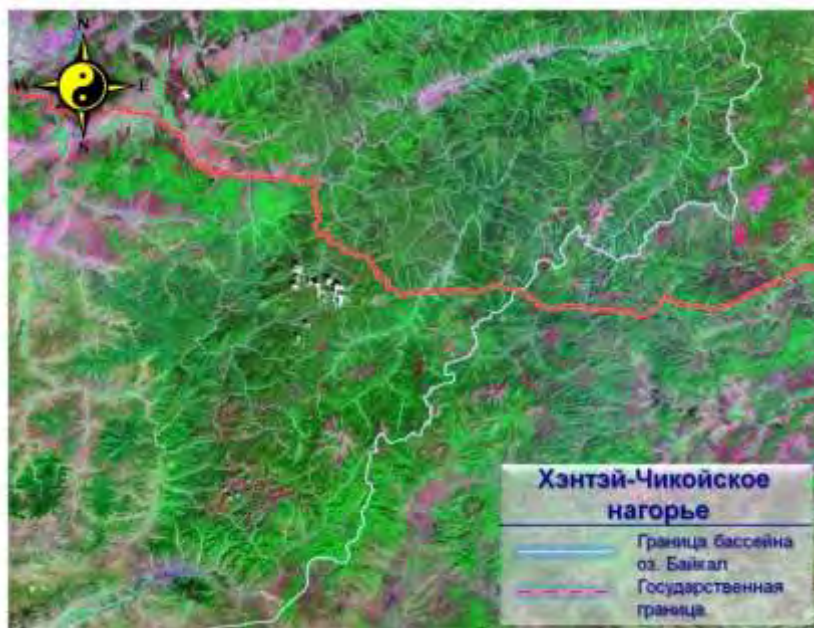 N
E
Хэнтэй-Чикойское
нагорье
Граница бассейна
оз. Байкал
Государственная
граница